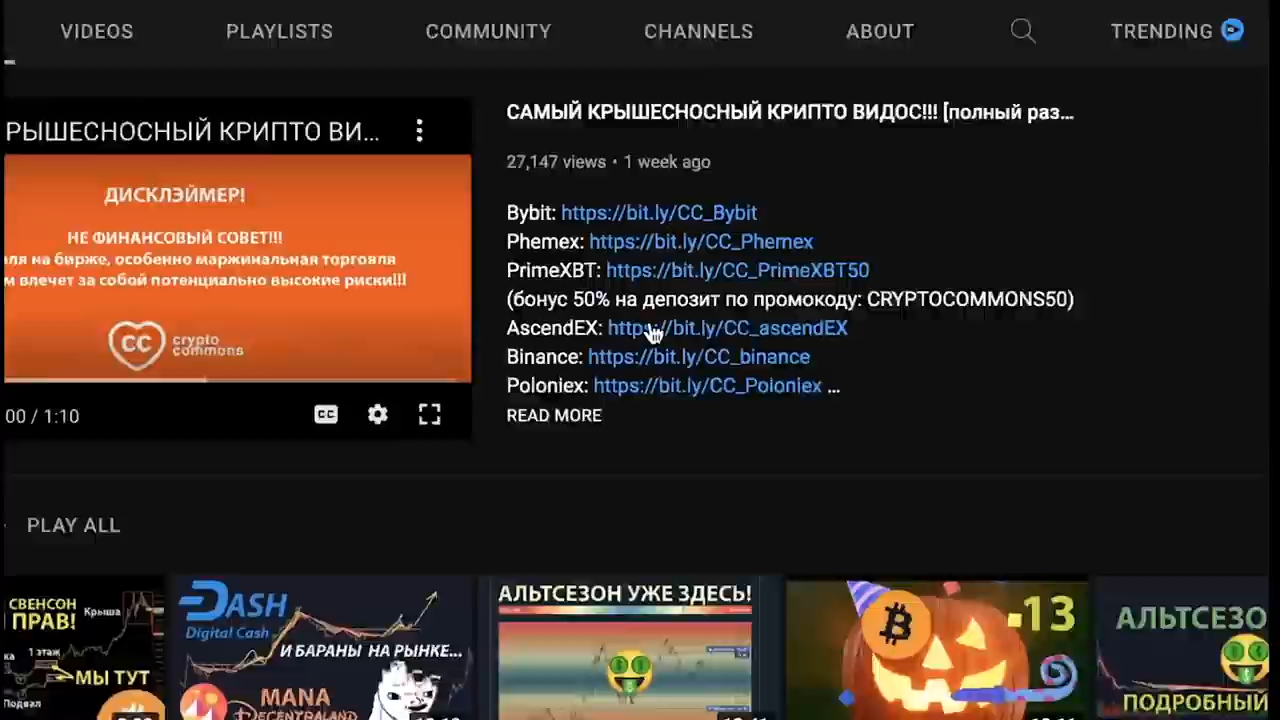 VIDEOS PLAYLISTS COMMUNITY CHANNELS ABOUT TRENDING
САМЫЙ КРЫШЕСНОСНЫЙ КРИПТО ВИДОС!!! [полный раз...
РЫШЕСНОСНЫЙ КРИПТО ВИ...
27,147 views • 1 week ago
ДИСКЛЭЙМЕР!
НЕ ФИНАНСОВЫЙ СОВЕТ!!!
ля на бирже, особенно маржинальная торговля
м влечет за собой потенциально высокие риски!!!
CC crypto
commons
00 / 1:10
CC
Bybit: https://bit.ly/CC_Bybit
Phemex: https://bit.ly/CC_Phemex
PrimeXBT: https://bit.ly/CC_PrimeXBT50
(бонус 50% на депозит по промокоду: CRYPTOCOMMONS50)
AscendEX: https://bit.ly/CC_ascendEX
Binance: https://bit.ly/CC_binance
Poloniex: https://bit.ly/CC_Poloniex ...
READ MORE
PLAY ALL
СВЕНСОН
ПРАВ!
Крыша
1 этаж
МЫ ТУТ
Подвал
DASH
Digital Cash
И БАРАНЫ НА РЫНКЕ...
MANA
DECENTRALAND
АЛЬТСЕЗОН УЖЕ ЗДЕСЬ!
-13
АЛЬТСЕЗО
ПОДРОБНЫЙ